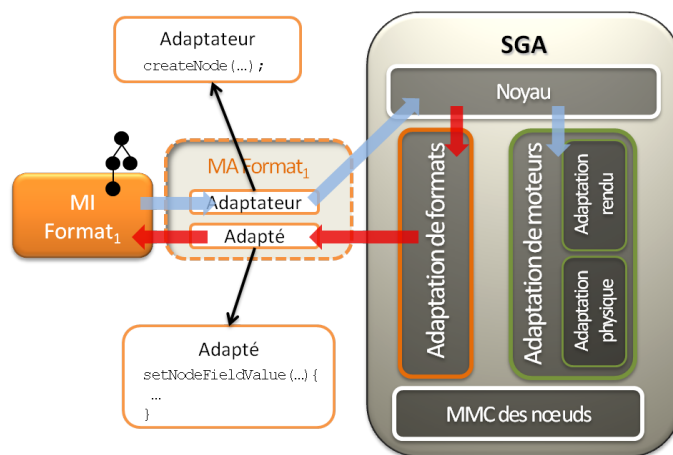 Adaptateur
createNode(…);
SGA
Noyau
MA Format1
MI
Format1
Adaptateur
Adapté
Adaptation de formats
Adaptation de moteurs
Adaptation
rendu
Adaptation
physique
Adapté
setNodeFieldValue(…){
…
}
MMC des nœuds